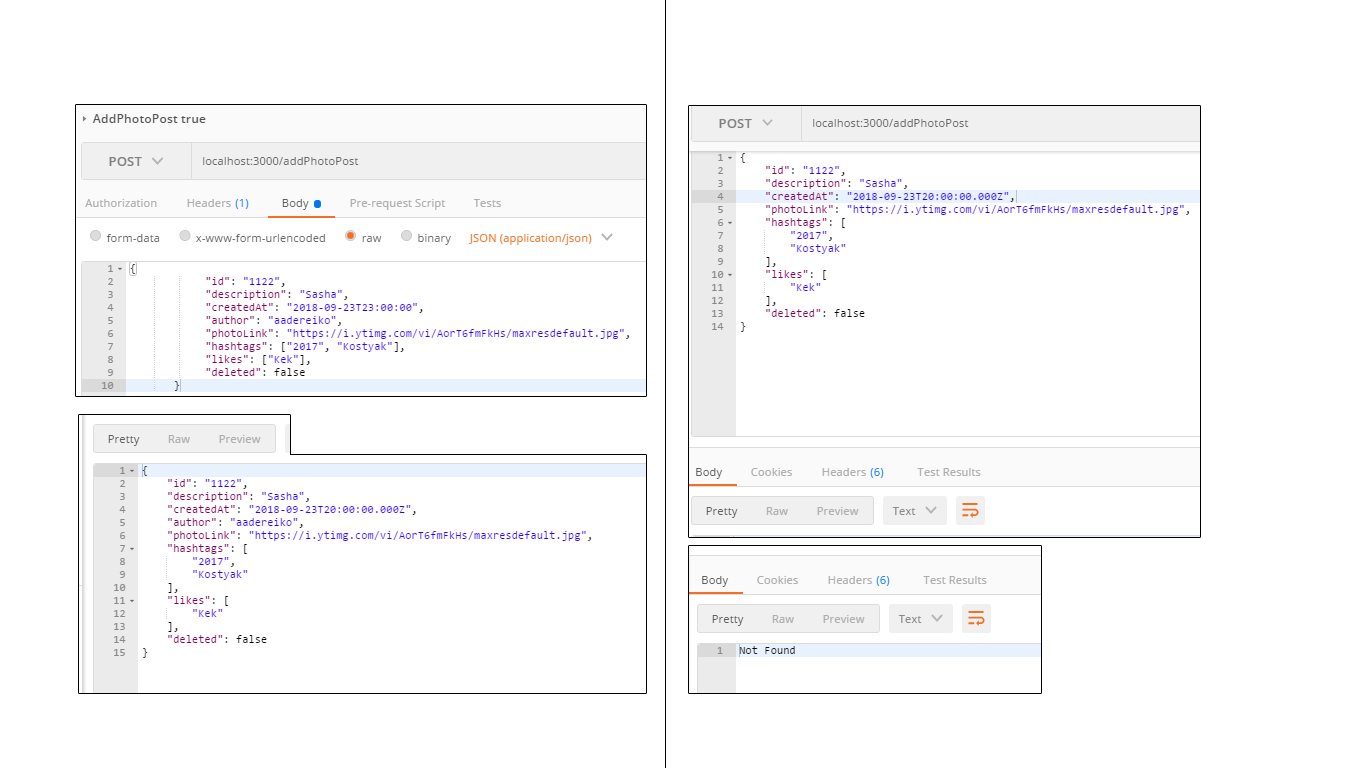 AddPhotoPost true
POST localhost:3000/addPhotoPost
Authorization Headers (1) Body Pre-request Script Tests
form-data x-www-form-urlencoded raw binary JSON (application/json)
1 {
2 "id": "1122",
3 "description": "Sasha",
4 "createdAt": "2018-09-23T23:00:00",
5 "author": "aadereiko",
6 "photoLink": "https://i.ytimg.com/vi/AorT6fmFkHs/maxresdefault.jpg",
7 "hashtags": ["2017", "Kostyak"],
8 "likes": ["Kek"],
9 "deleted": false
10 }
Pretty Raw Preview
1 {
2 "id": "1122",
3 "description": "Sasha",
4 "createdAt": "2018-09-23T20:00:00.000Z",
5 "author": "aadereiko",
6 "photoLink": "https://i.ytimg.com/vi/AorT6fmFkHs/maxresdefault.jpg",
7 "hashtags": [
8 "2017",
9 "Kostyak"
10 ],
11 "likes": [
12 "Kek"
13 ],
14 "deleted": false
15 }
POST localhost:3000/addPhotoPost
1 {
2 "id": "1122",
3 "description": "Sasha",
4 "createdAt": "2018-09-23T20:00:00.000Z",
5 "photoLink": "https://i.ytimg.com/vi/AorT6fmFkHs/maxresdefault.jpg",
6 "hashtags": [
7 "2017",
8 "Kostyak"
9 ],
10 "likes": [
11 "Kek"
12 ],
13 "deleted": false
14 }
Body Cookies Headers (6) Test Results
Pretty Raw Preview Text
Body Cookies Headers (6) Test Results
Pretty Raw Preview Text
1 Not Found